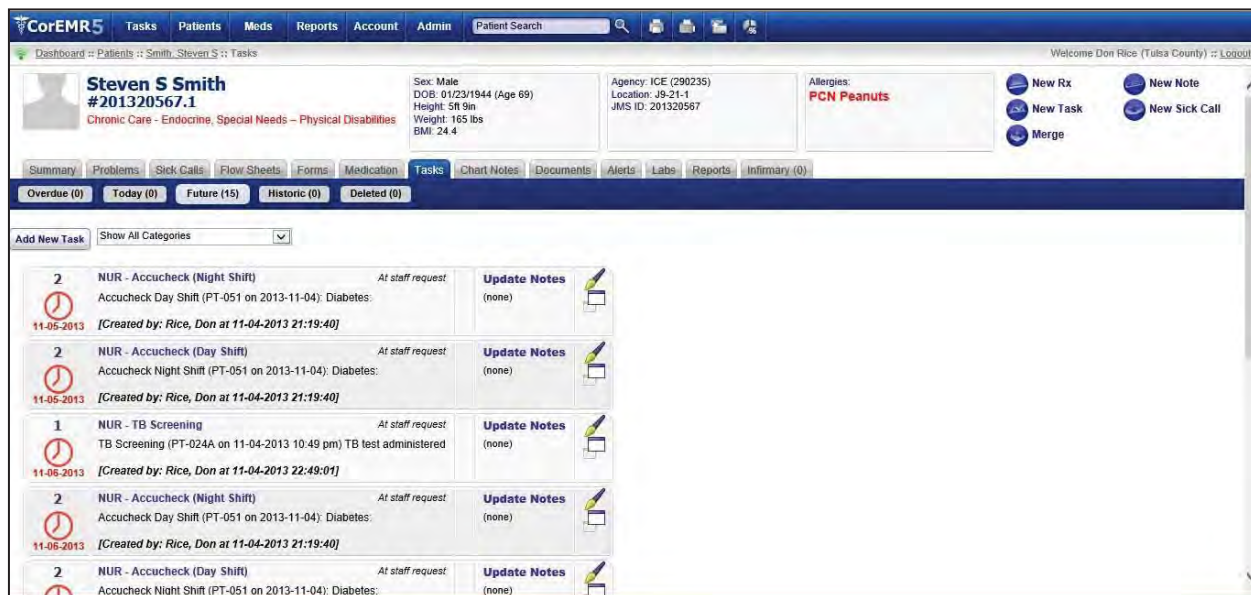 CorEMR5 Tasks Patients Meds Reports Account Admin Patient Search
Dashboard :: Patients :: Smith, Steven S :: Tasks Welcome Don Rice (Tulsa County) :: Logout
Steven S Smith
#201320567.1
Chronic Care - Endocrine, Special Needs – Physical Disabilities
Sex: Male
DOB: 01/23/1944 (Age 69)
Height: 5ft 9in
Weight: 165 lbs
BMI: 24.4
Agency: ICE (290235)
Location: J9-21-1
JMS ID: 201320567
Allergies:
PCN Peanuts
New Rx New Note
New Task New Sick Call
Merge
Summary Problems Sick Calls Flow Sheets Forms Medication Tasks Chart Notes Documents Alerts Labs Reports Infirmary (0)
Overdue (0) Today (0) Future (15) Historic (0) Deleted (0)
Add New Task Show All Categories
2 NUR - Accucheck (Night Shift) At staff request Update Notes
Accucheck Day Shift (PT-051 on 2013-11-04): Diabetes: (none)
11-05-2013 [Created by: Rice, Don at 11-04-2013 21:19:40]
2 NUR - Accucheck (Day Shift) At staff request Update Notes
Accucheck Night Shift (PT-051 on 2013-11-04): Diabetes: (none)
11-05-2013 [Created by: Rice, Don at 11-04-2013 21:19:40]
1 NUR - TB Screening At staff request Update Notes
TB Screening (PT-024A on 11-04-2013 10:49 pm) TB test administered (none)
11-06-2013 [Created by: Rice, Don at 11-04-2013 22:49:01]
2 NUR - Accucheck (Night Shift) At staff request Update Notes
Accucheck Day Shift (PT-051 on 2013-11-04): Diabetes: (none)
11-06-2013 [Created by: Rice, Don at 11-04-2013 21:19:40]
2 NUR - Accucheck (Day Shift) At staff request Update Notes
Accucheck Night Shift (PT-051 on 2013-11-04): Diabetes: (none)